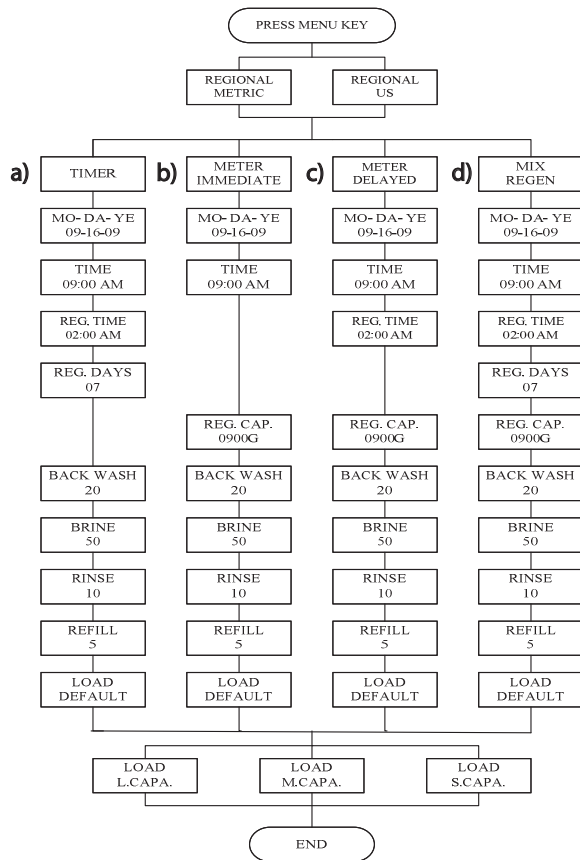 PRESS MENU KEY
REGIONAL
METRIC
REGIONAL
US
a)
TIMER
b)
METER
IMMEDIATE
c)
METER
DELAYED
d)
MIX
REGEN
MO- DA- YE
09-16-09
MO- DA- YE
09-16-09
MO- DA- YE
09-16-09
MO- DA- YE
09-16-09
TIME
09:00 AM
TIME
09:00 AM
TIME
09:00 AM
TIME
09:00 AM
REG. TIME
02:00 AM
REG. TIME
02:00 AM
REG. TIME
02:00 AM
REG. DAYS
07
REG. DAYS
07
REG. CAP.
0900G
REG. CAP.
0900G
REG. CAP.
0900G
BACK WASH
20
BACK WASH
20
BACK WASH
20
BACK WASH
20
BRINE
50
BRINE
50
BRINE
50
BRINE
50
RINSE
10
RINSE
10
RINSE
10
RINSE
10
REFILL
5
REFILL
5
REFILL
5
REFILL
5
LOAD
DEFAULT
LOAD
DEFAULT
LOAD
DEFAULT
LOAD
DEFAULT
LOAD
L.CAPA.
LOAD
M.CAPA.
LOAD
S.CAPA.
END